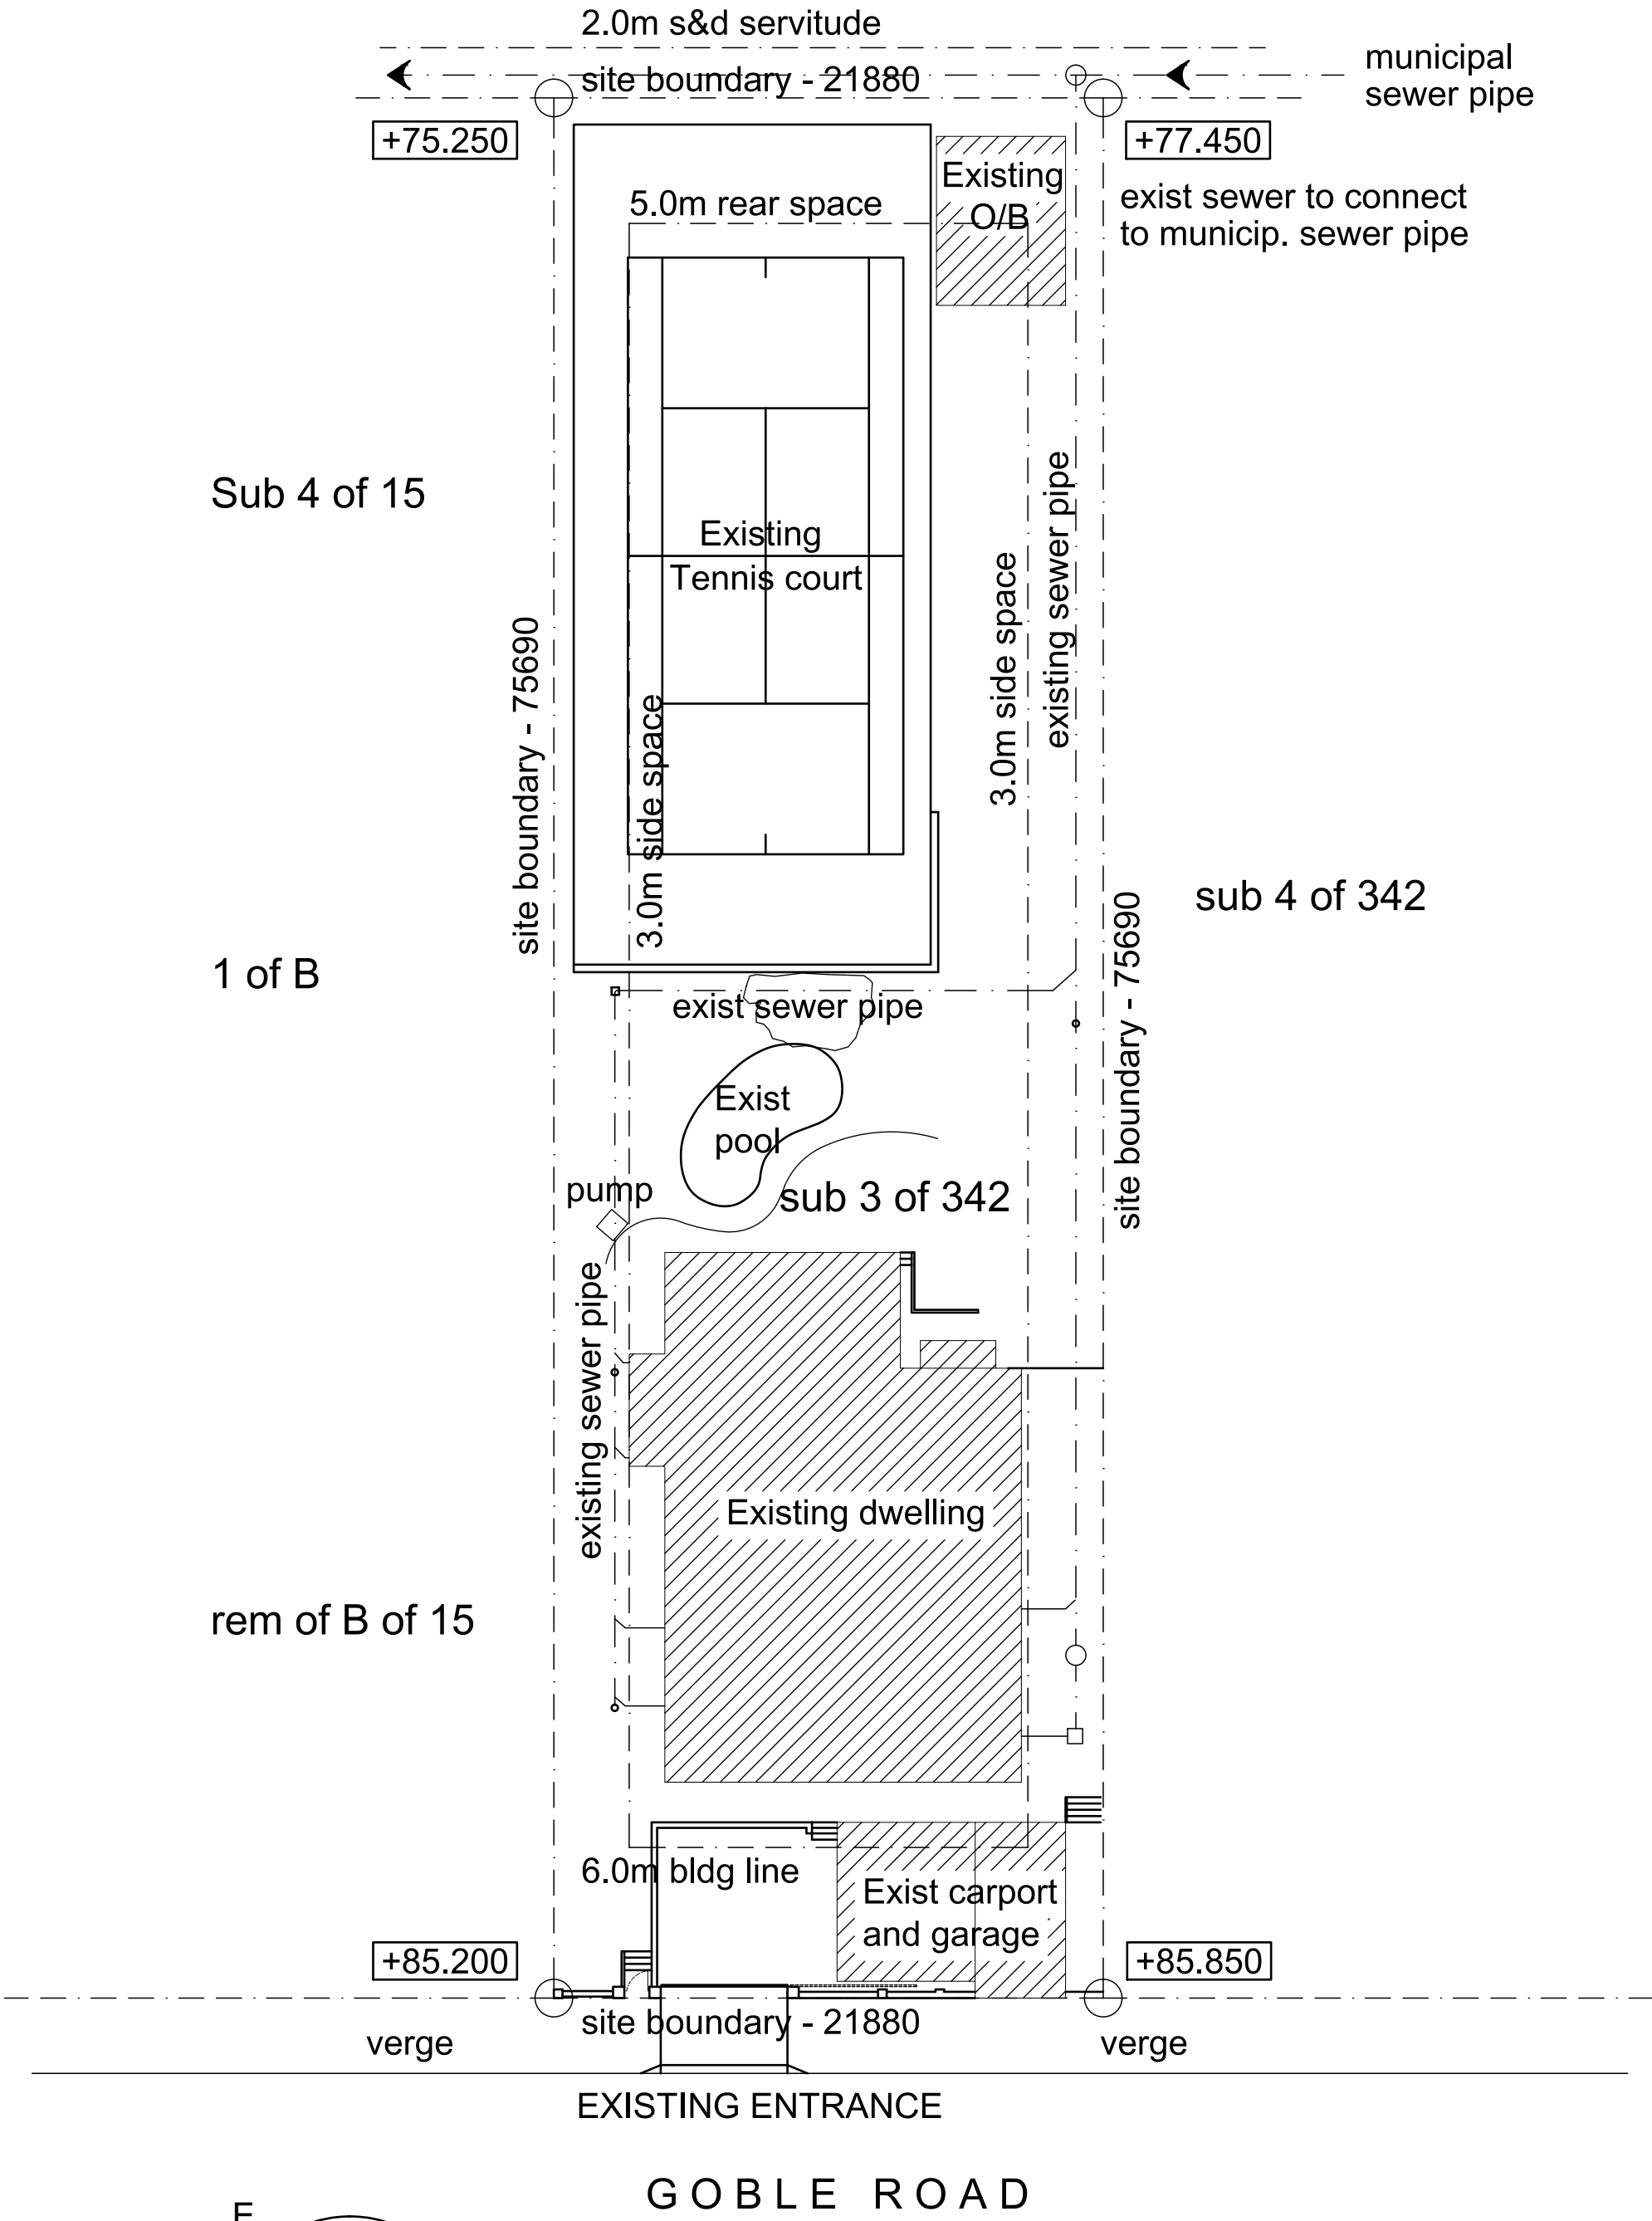 2.0m s&d servitude
site boundary - 21880
municipal
sewer pipe
+75.250
+77.450
Existing
O/B
exist sewer to connect
to municip. sewer pipe
5.0m rear space
Sub 4 of 15
Existing
Tennis court
existing sewer pipe
3.0m side space
site boundary - 75690
3.0m side space
sub 4 of 342
site boundary - 75690
1 of B
exist sewer pipe
Exist
pool
pump
sub 3 of 342
existing sewer pipe
Existing dwelling
rem of B of 15
6.0m bldg line
Exist carport
and garage
+85.200
+85.850
site boundary - 21880
verge
verge
EXISTING ENTRANCE
GOBLE ROAD